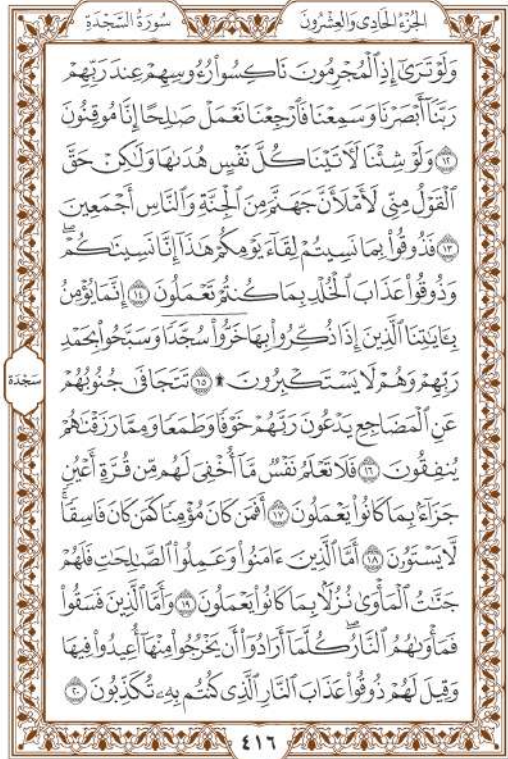 الجُزْءُ الحَادِى وَالعِشْرُونَ
سُورَةُ السَّجْدَةِ
وَلَوْ تَرَىٰٓ إِذِ ٱلْمُجْرِمُونَ نَاكِسُوا۟ رُءُوسِهِمْ عِندَ رَبِّهِمْ
رَبَّنَآ أَبْصَرْنَا وَسَمِعْنَا فَٱرْجِعْنَا نَعْمَلْ صَـٰلِحًا إِنَّا مُوقِنُونَ
١٢ وَلَوْ شِئْنَا لَـَٔاتَيْنَا كُلَّ نَفْسٍ هُدَىٰهَا وَلَـٰكِنْ حَقَّ
ٱلْقَوْلُ مِنِّى لَأَمْلَأَنَّ جَهَنَّمَ مِنَ ٱلْجِنَّةِ وَٱلنَّاسِ أَجْمَعِينَ
١٣ فَذُوقُوا۟ بِمَا نَسِيتُمْ لِقَآءَ يَوْمِكُمْ هَـٰذَآ إِنَّا نَسِينَـٰكُمْ ۖ
وَذُوقُوا۟ عَذَابَ ٱلْخُلْدِ بِمَا كُنتُمْ تَعْمَلُونَ ١٤ إِنَّمَا يُؤْمِنُ
بِـَٔايَـٰتِنَا ٱلَّذِينَ إِذَا ذُكِّرُوا۟ بِهَا خَرُّوا۟ سُجَّدًا وَسَبَّحُوا۟ بِحَمْدِ
رَبِّهِمْ وَهُمْ لَا يَسْتَكْبِرُونَ ۩ ١٥ تَتَجَافَىٰ جُنُوبُهُمْ
سَجْدَة
عَنِ ٱلْمَضَاجِعِ يَدْعُونَ رَبَّهُمْ خَوْفًا وَطَمَعًا وَمِمَّا رَزَقْنَـٰهُمْ
يُنفِقُونَ ١٦ فَلَا تَعْلَمُ نَفْسٌ مَّآ أُخْفِىَ لَهُم مِّن قُرَّةِ أَعْيُنٍ
جَزَآءًۢ بِمَا كَانُوا۟ يَعْمَلُونَ ١٧ أَفَمَن كَانَ مُؤْمِنًا كَمَن كَانَ فَاسِقًا ۚ
لَّا يَسْتَوُۥنَ ١٨ أَمَّا ٱلَّذِينَ ءَامَنُوا۟ وَعَمِلُوا۟ ٱلصَّـٰلِحَـٰتِ فَلَهُمْ
جَنَّـٰتُ ٱلْمَأْوَىٰ نُزُلًۢا بِمَا كَانُوا۟ يَعْمَلُونَ ١٩ وَأَمَّا ٱلَّذِينَ فَسَقُوا۟
فَمَأْوَىٰهُمُ ٱلنَّارُ ۖ كُلَّمَآ أَرَادُوٓا۟ أَن يَخْرُجُوا۟ مِنْهَآ أُعِيدُوا۟ فِيهَا
وَقِيلَ لَهُمْ ذُوقُوا۟ عَذَابَ ٱلنَّارِ ٱلَّذِى كُنتُم بِهِۦ تُكَذِّبُونَ ٢٠
٤١٦